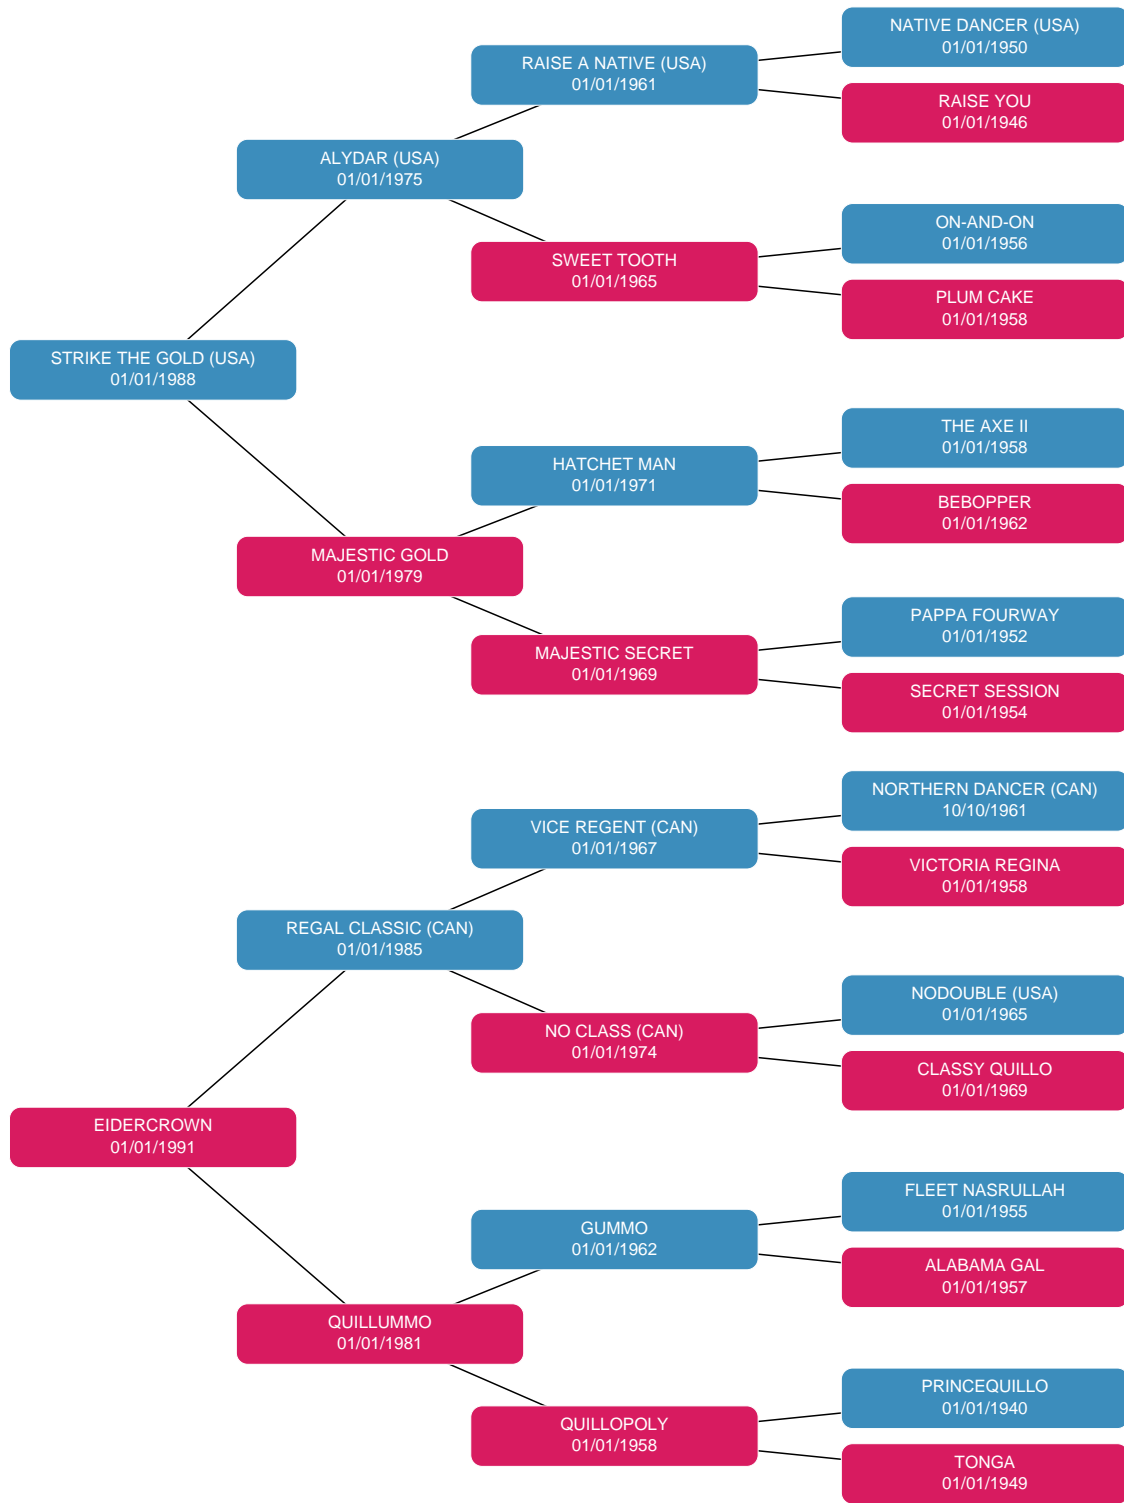 NATIVE DANCER (USA)
01/01/1950
RAISE A NATIVE (USA)
01/01/1961
RAISE YOU
01/01/1946
ALYDAR (USA)
01/01/1975
ON-AND-ON
01/01/1956
SWEET TOOTH
01/01/1965
PLUM CAKE
01/01/1958
STRIKE THE GOLD (USA)
01/01/1988
THE AXE II
01/01/1958
HATCHET MAN
01/01/1971
BEBOPPER
01/01/1962
MAJESTIC GOLD
01/01/1979
PAPPA FOURWAY
01/01/1952
MAJESTIC SECRET
01/01/1969
SECRET SESSION
01/01/1954
NORTHERN DANCER (CAN)
10/10/1961
VICE REGENT (CAN)
01/01/1967
VICTORIA REGINA
01/01/1958
REGAL CLASSIC (CAN)
01/01/1985
NODOUBLE (USA)
01/01/1965
NO CLASS (CAN)
01/01/1974
CLASSY QUILLO
01/01/1969
EIDERCROWN
01/01/1991
FLEET NASRULLAH
01/01/1955
GUMMO
01/01/1962
ALABAMA GAL
01/01/1957
QUILLUMMO
01/01/1981
PRINCEQUILLO
01/01/1940
QUILLOPOLY
01/01/1958
TONGA
01/01/1949